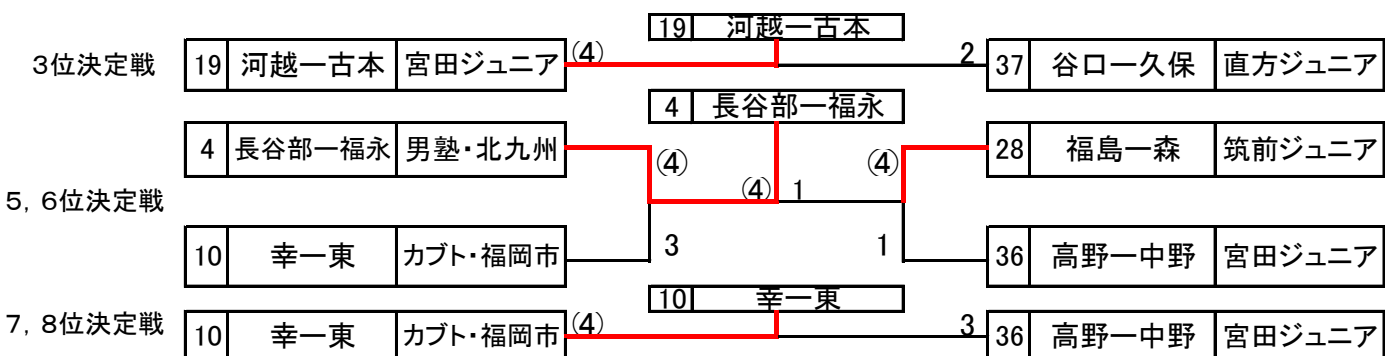 19 河越ー古本
3位決定戦 19 河越ー古本 宮田ジュニア (4) 2 37 谷口ー久保 直方ジュニア
4 長谷部ー福永
4 長谷部ー福永 男塾・北九州 (4) (4) 28 福島ー森 筑前ジュニア
5, 6位決定戦 (4) 1
10 幸ー東 カブト・福岡市 3 1 36 高野ー中野 宮田ジュニア
10 幸ー東
7, 8位決定戦 10 幸ー東 カブト・福岡市 (4) 3 36 高野ー中野 宮田ジュニア